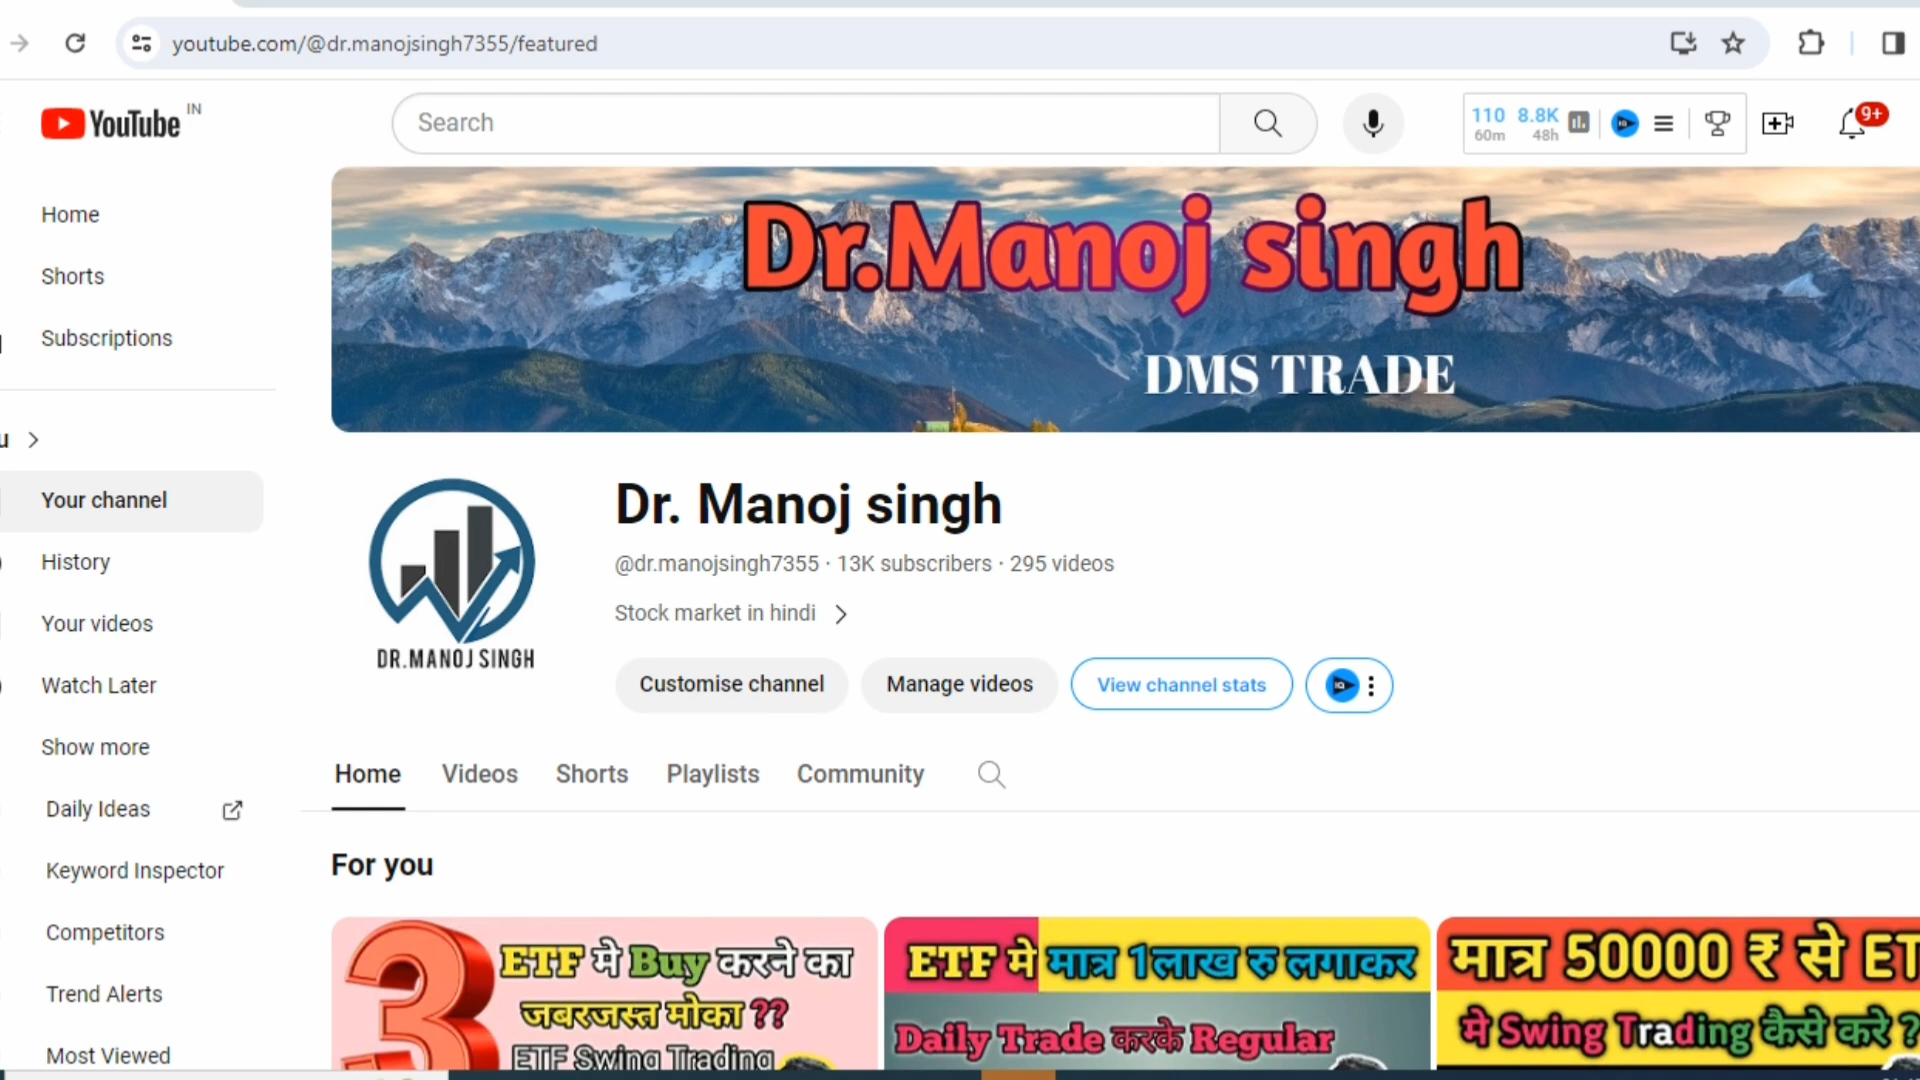 youtube.com/@dr.manojsingh7355/featured
YouTube IN
Search
110 8.8K
60m 48h
9+
Home
Shorts
Subscriptions
Your channel
History
Your videos
Watch Later
Show more
Daily Ideas
Keyword Inspector
Competitors
Trend Alerts
Most Viewed
Dr.Manoj singh
DMS TRADE
DR.MANOJ SINGH
Dr. Manoj singh
@dr.manojsingh7355 · 13K subscribers · 295 videos
Stock market in hindi
Customise channel
Manage videos
View channel stats
Home Videos Shorts Playlists Community
For you
3
ETF मे Buy करने का
जबरजस्त मोका ??
ETF Swing Trading
ETF मे मात्र 1लाख रु लगाकर
Daily Trade करके Regular
मात्र 50000 ₹ से ET
मे Swing Trading कैसे करे ?